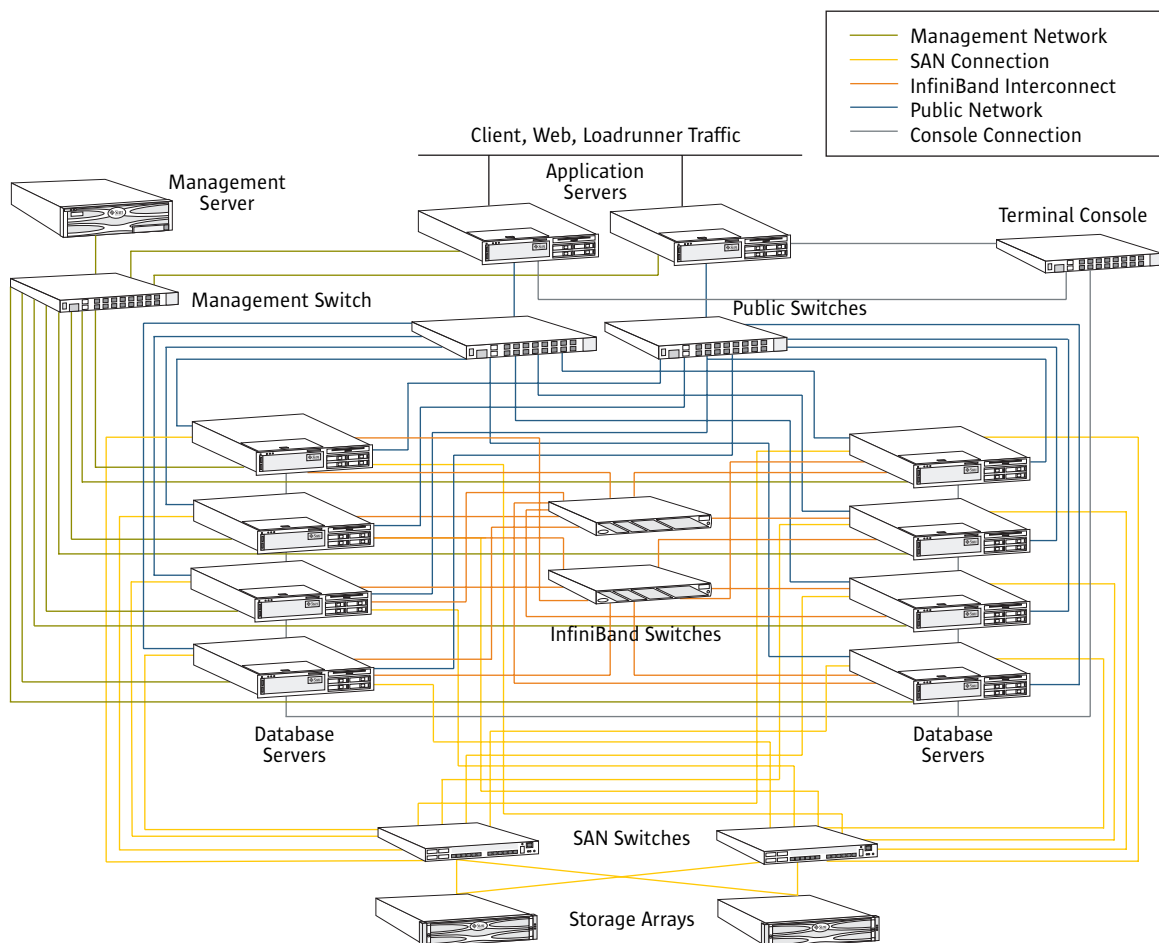 Management Network
SAN Connection
InfiniBand Interconnect
Public Network
Console Connection
Client, Web, Loadrunner Traffic
Application
Servers
Management
Server
Terminal Console
Management Switch
Public Switches
InfiniBand Switches
Database
Servers
Database
Servers
SAN Switches
Storage Arrays